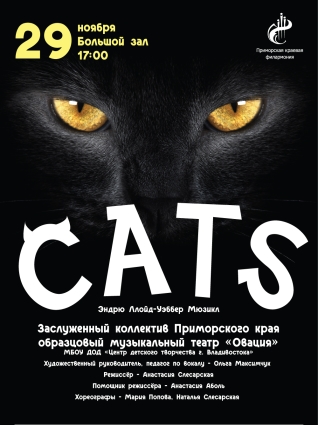 29
ноября
Большой зал
17:00
Приморская краевая
филармония
CATS
Эндрю Ллойд-Уэббер Мюзикл
Заслуженный коллектив Приморского края
образцовый музыкальный театр «Овация»
МБОУ ДОД «Центр детского творчества г. Владивостока»
Художественный руководитель, педагог по вокалу - Ольга Максимчук
Режиссёр - Анастасия Слесарская
Помощник режиссёра - Анастасия Аболь
Хореографы - Мария Попова, Наталья Слесарская